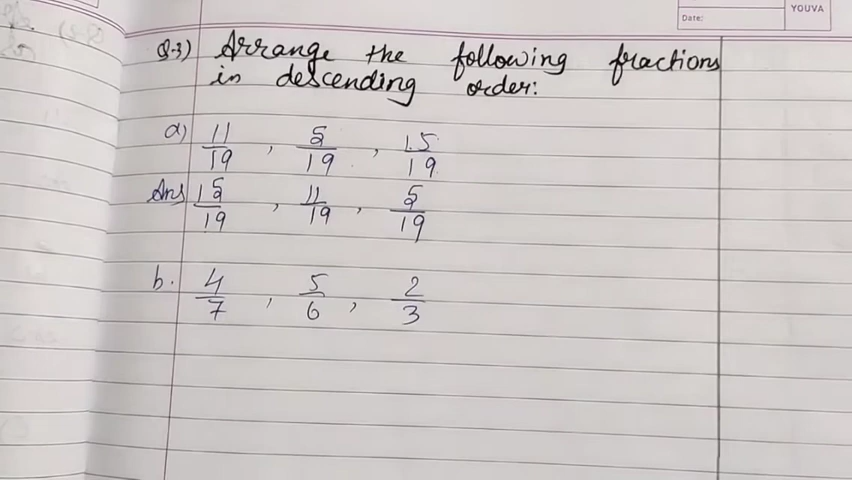 YOUVA
Date:
Q-3) Arrange the following fractions
in descending order:
a) 11/19 , 5/19 , 15/19
Ans 15/19 , 11/19 , 5/19
b. 4/7 , 5/6 , 2/3